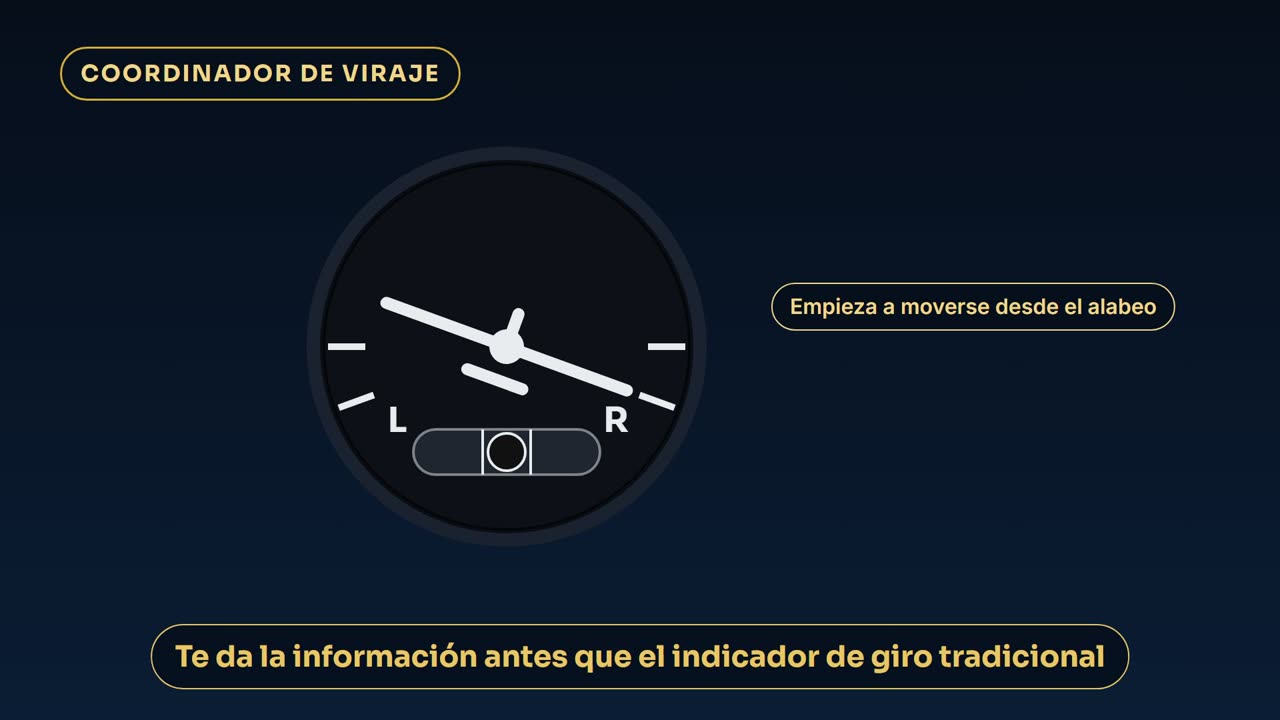 COORDINADOR DE VIRAJE
Empieza a moverse desde el alabeo
L
R
Te da la información antes que el indicador de giro tradicional